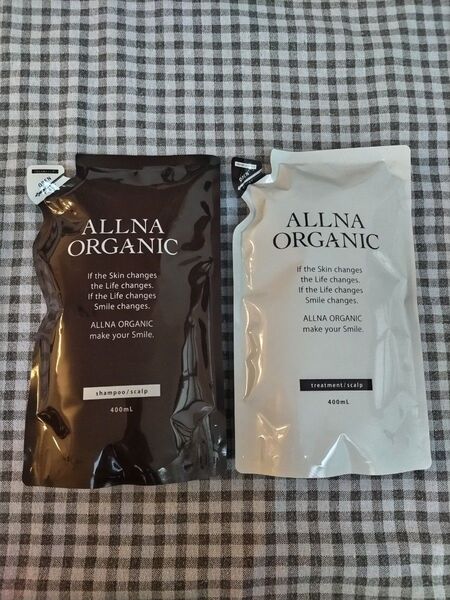 OPEN
ALLNA
ORGANIC
If the Skin changes
the Life changes.
If the Life changes
Smile changes.
ALLNA ORGANIC
make your Smile.
shampoo/scalp
400mL
OPEN
ALLNA
ORGANIC
If the Skin changes
the Life changes.
If the Life changes
Smile changes.
ALLNA ORGANIC
make your Smile.
treatment/scalp
400mL